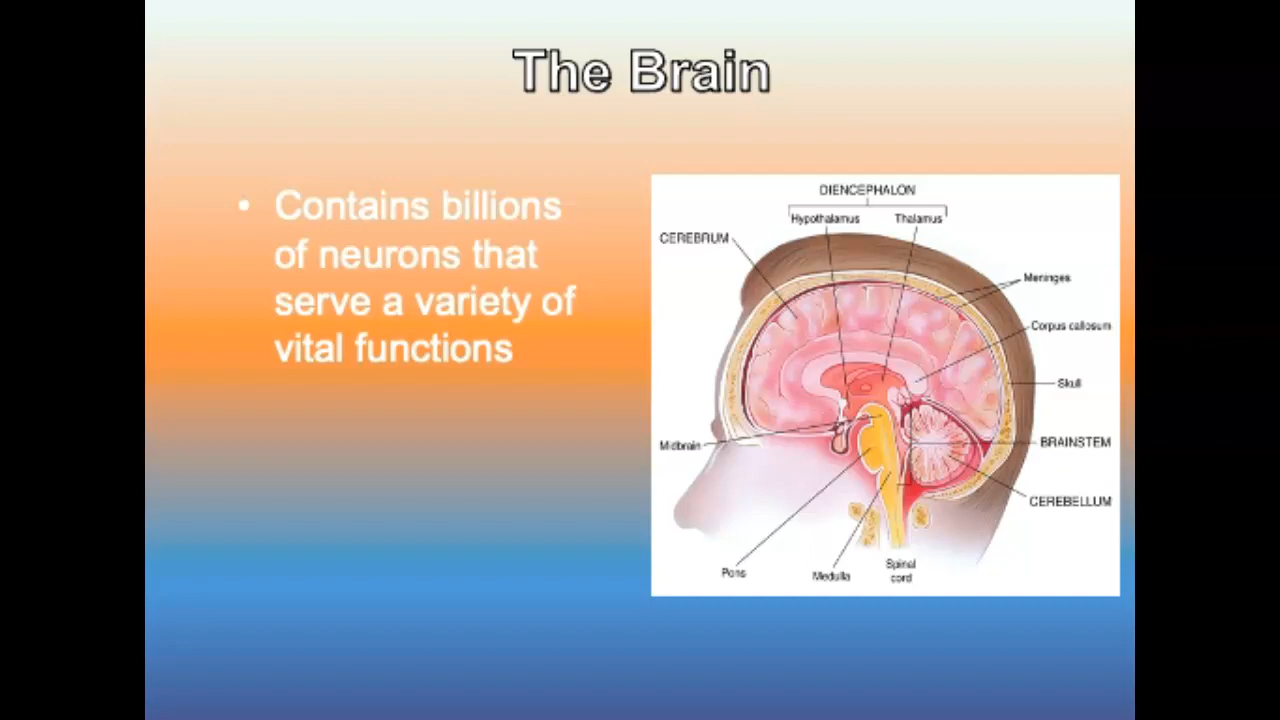 The Brain
• Contains billions
of neurons that
serve a variety of
vital functions
DIENCEPHALON
Hypothalamus Thalamus
CEREBRUM
Meninges
Corpus callosum
Skull
Midbrain
BRAINSTEM
CEREBELLUM
Pons
Medulla
Spinal
cord